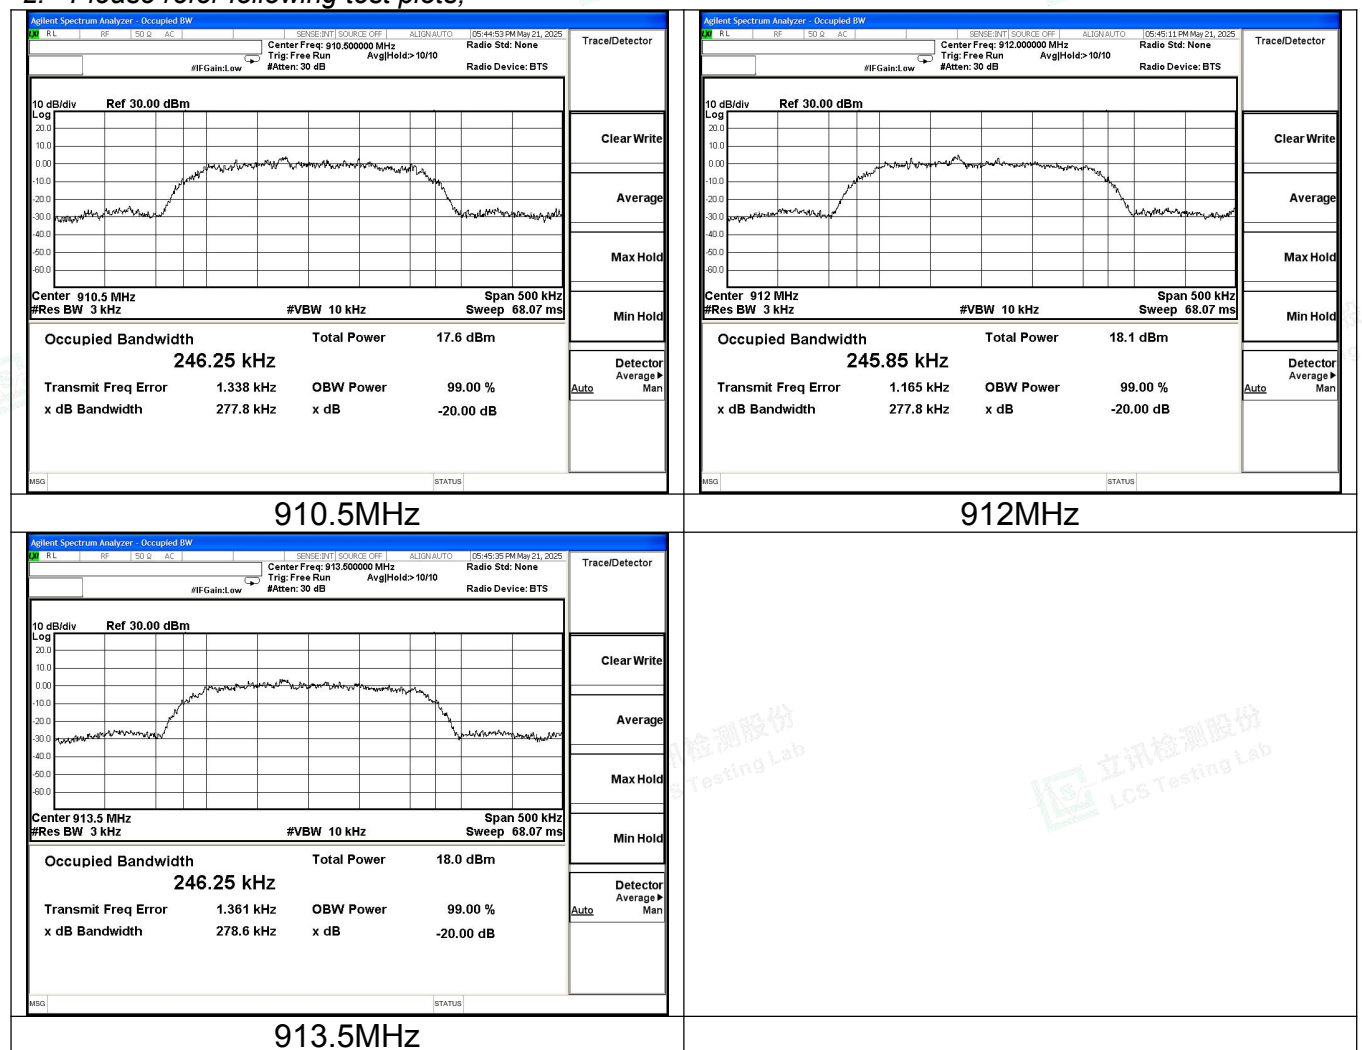 2. Please refer following test plots;
Agilent Spectrum Analyzer - Occupied BW
LXI RL RF 50 Ω AC SENSE:INT SOURCE OFF ALIGN AUTO 05:44:53 PM May 21, 2025
Center Freq: 910.500000 MHz Radio Std: None
Trig: Free Run Avg|Hold:>10/10
#IFGain:Low #Atten: 30 dB Radio Device: BTS
Trace/Detector
10 dB/div Ref 30.00 dBm
Log
20.0
10.0
0.00
-10.0
-20.0
-30.0
-40.0
-50.0
-60.0
Center 910.5 MHz Span 500 kHz
#Res BW 3 kHz #VBW 10 kHz Sweep 68.07 ms
Occupied Bandwidth Total Power 17.6 dBm
246.25 kHz
Transmit Freq Error 1.338 kHz OBW Power 99.00 %
x dB Bandwidth 277.8 kHz x dB -20.00 dB
Clear Write
Average
Max Hold
Min Hold
Detector
Average
Auto Man
MSG STATUS
910.5MHz
Agilent Spectrum Analyzer - Occupied BW
LXI RL RF 50 Ω AC SENSE:INT SOURCE OFF ALIGN AUTO 05:45:11 PM May 21, 2025
Center Freq: 912.000000 MHz Radio Std: None
Trig: Free Run Avg|Hold:>10/10
#IFGain:Low #Atten: 30 dB Radio Device: BTS
Trace/Detector
10 dB/div Ref 30.00 dBm
Log
20.0
10.0
0.00
-10.0
-20.0
-30.0
-40.0
-50.0
-60.0
Center 912 MHz Span 500 kHz
#Res BW 3 kHz #VBW 10 kHz Sweep 68.07 ms
Occupied Bandwidth Total Power 18.1 dBm
245.85 kHz
Transmit Freq Error 1.165 kHz OBW Power 99.00 %
x dB Bandwidth 277.8 kHz x dB -20.00 dB
Clear Write
Average
Max Hold
Min Hold
Detector
Average
Auto Man
MSG STATUS
912MHz
Agilent Spectrum Analyzer - Occupied BW
LXI RL RF 50 Ω AC SENSE:INT SOURCE OFF ALIGN AUTO 05:45:35 PM May 21, 2025
Center Freq: 913.500000 MHz Radio Std: None
Trig: Free Run Avg|Hold:>10/10
#IFGain:Low #Atten: 30 dB Radio Device: BTS
Trace/Detector
10 dB/div Ref 30.00 dBm
Log
20.0
10.0
0.00
-10.0
-20.0
-30.0
-40.0
-50.0
-60.0
Center 913.5 MHz Span 500 kHz
#Res BW 3 kHz #VBW 10 kHz Sweep 68.07 ms
Occupied Bandwidth Total Power 18.0 dBm
246.25 kHz
Transmit Freq Error 1.361 kHz OBW Power 99.00 %
x dB Bandwidth 278.6 kHz x dB -20.00 dB
Clear Write
Average
Max Hold
Min Hold
Detector
Average
Auto Man
MSG STATUS
913.5MHz
检测股份
Testing Lab
立讯检测股份
LCS Testing Lab